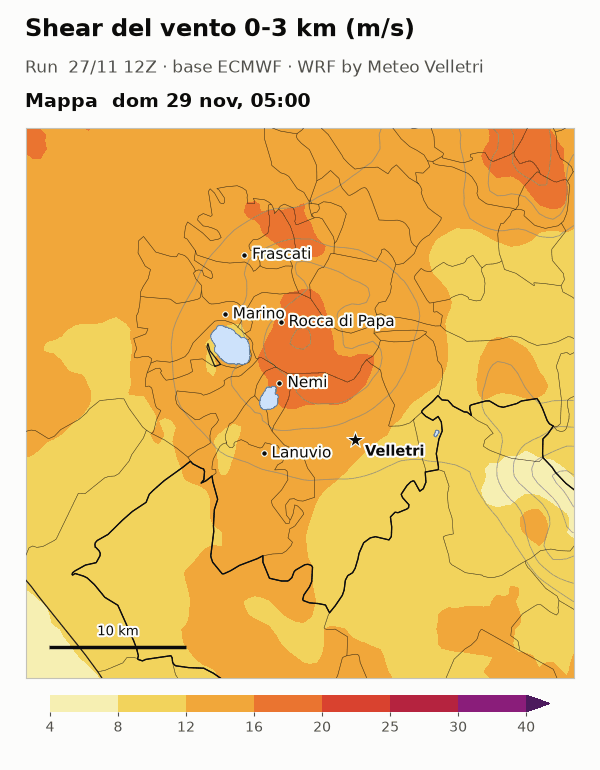 Shear del vento 0-3 km (m/s)
Run  27/11 12Z · base ECMWF · WRF by Meteo Velletri
Mappa  dom 29 nov, 05:00
Frascati
Marino
Rocca di Papa
Nemi
Velletri
Lanuvio
10 km
4 8 12 16 20 25 30 40